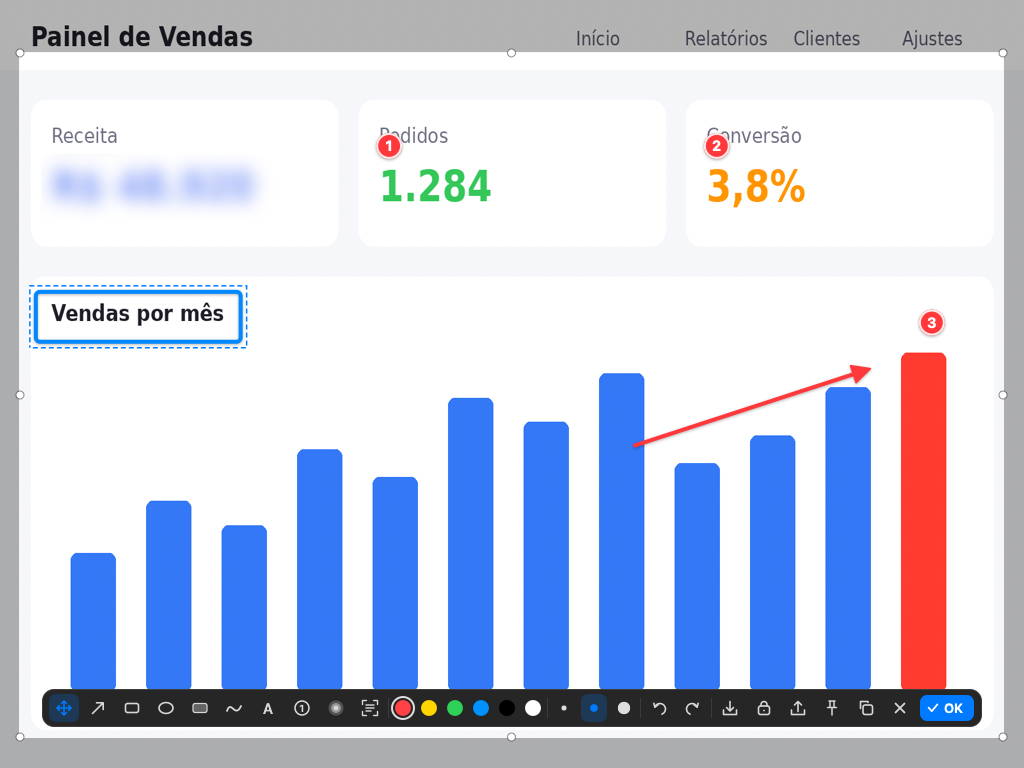 Painel de Vendas
Início Relatórios Clientes Ajustes
Receita
Pedidos
1
1.284
Conversão
2
3,8%
Vendas por mês
3
A 1 OK